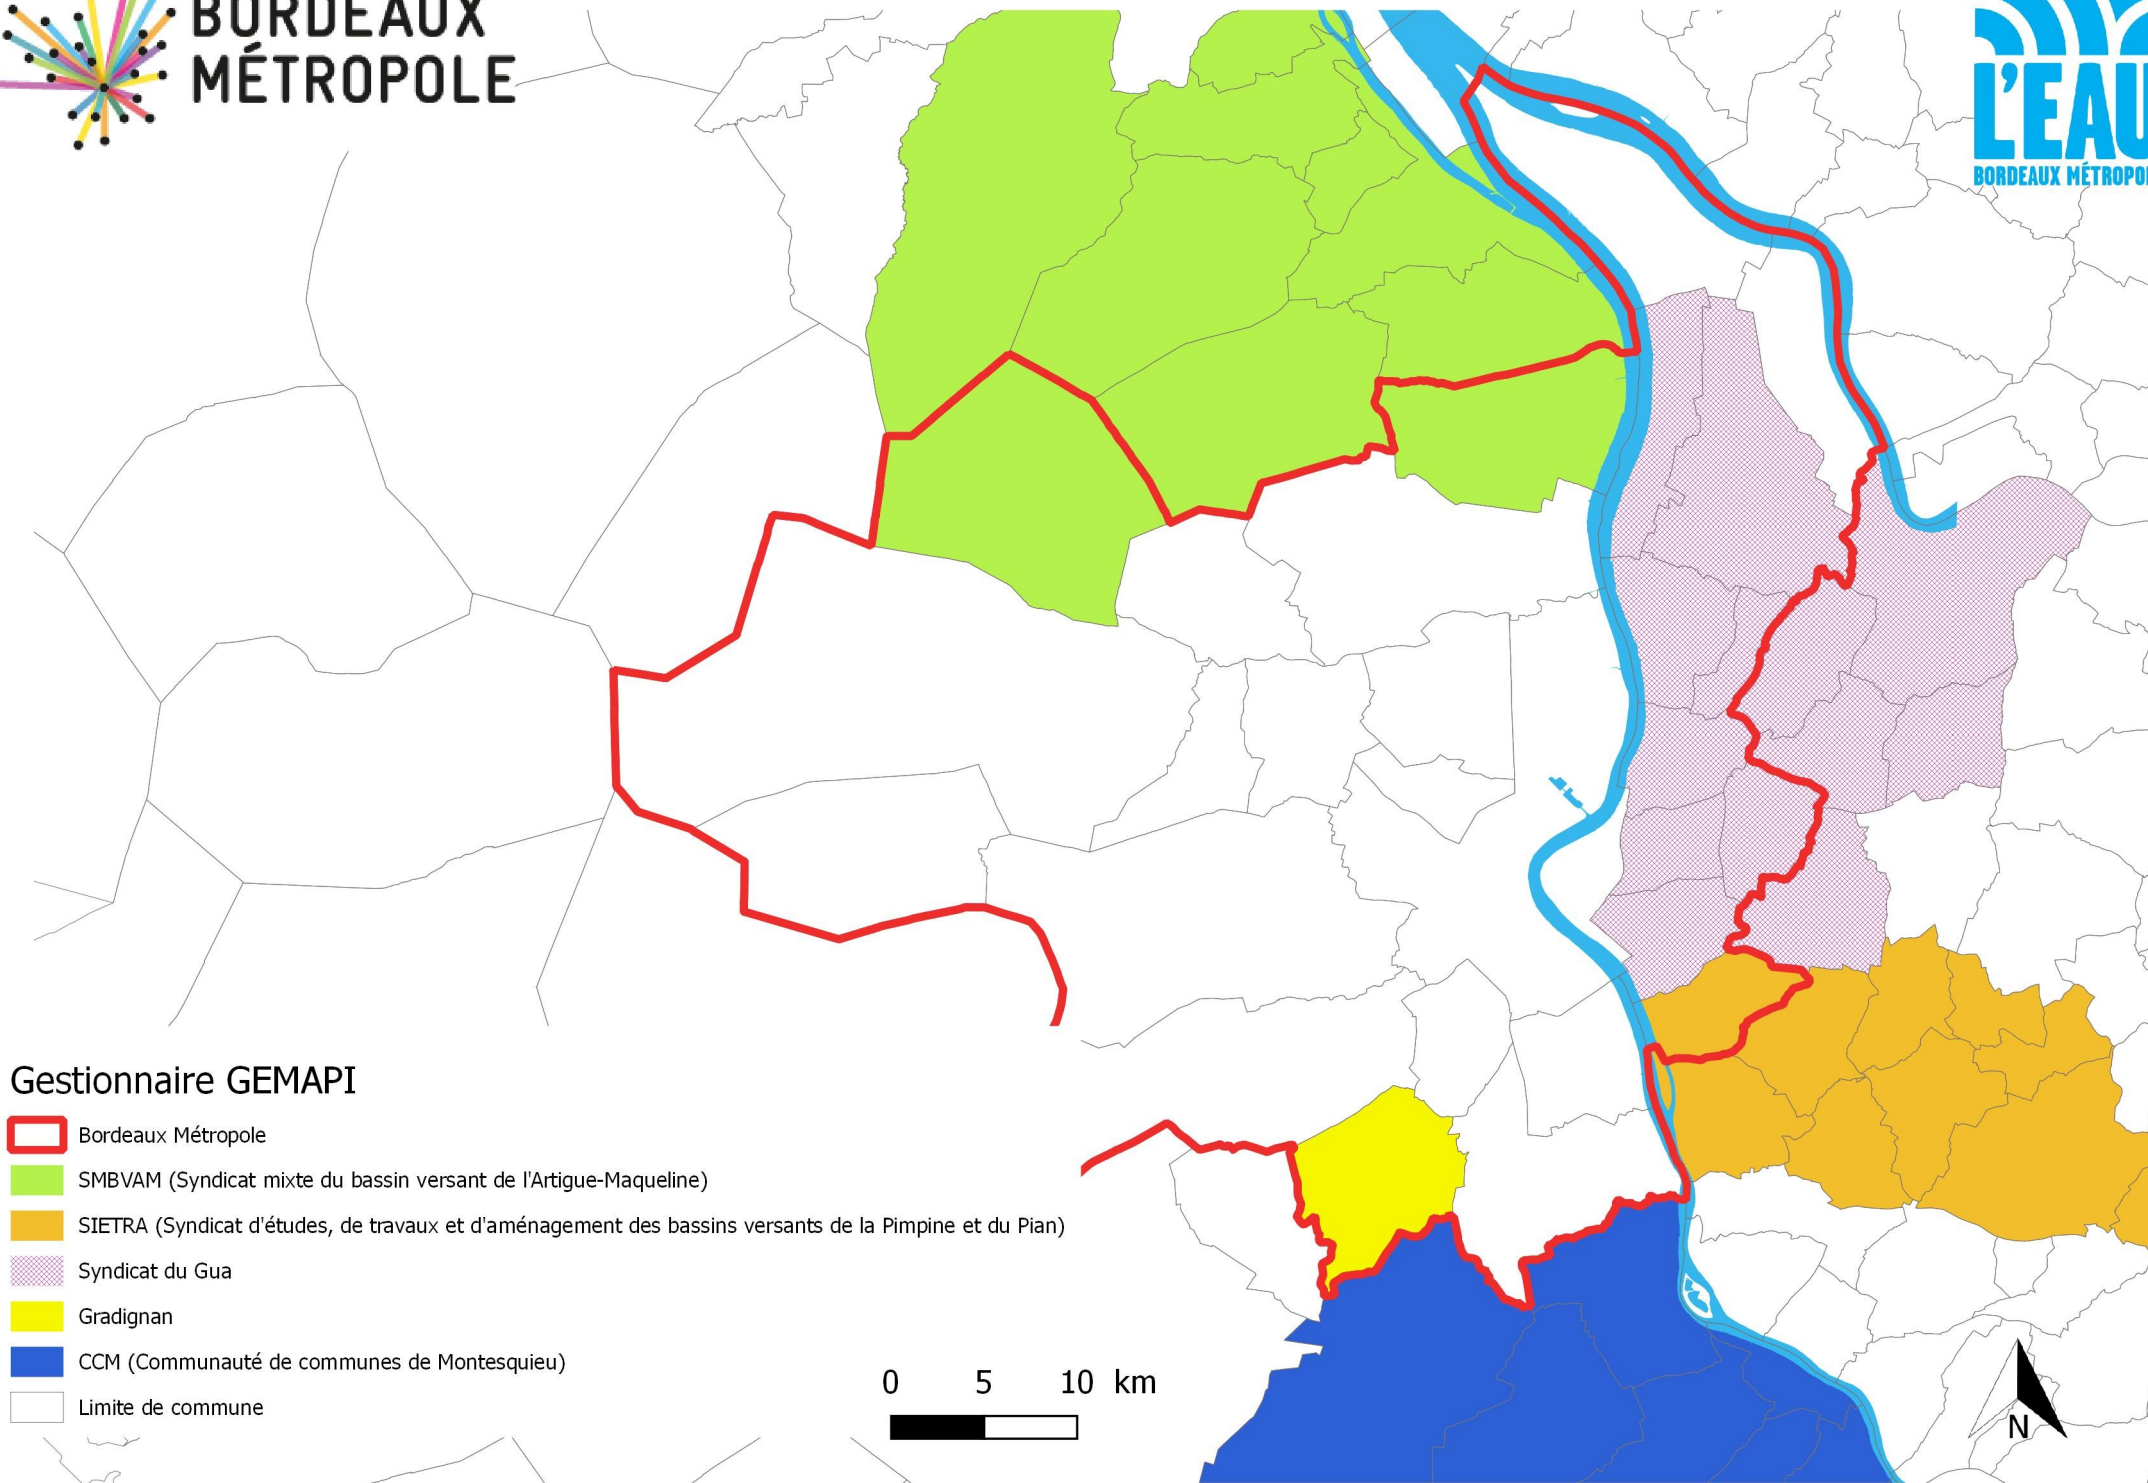 BORDEAUX
MÉTROPOLE
L'EAU
BORDEAUX MÉTROPOL
Gestionnaire GEMAPI
Bordeaux Métropole
SMBVAM (Syndicat mixte du bassin versant de l'Artigue-Maqueline)
SIETRA (Syndicat d'études, de travaux et d'aménagement des bassins versants de la Pimpine et du Pian)
Syndicat du Gua
Gradignan
CCM (Communauté de communes de Montesquieu)
Limite de commune
0 5 10 km
N